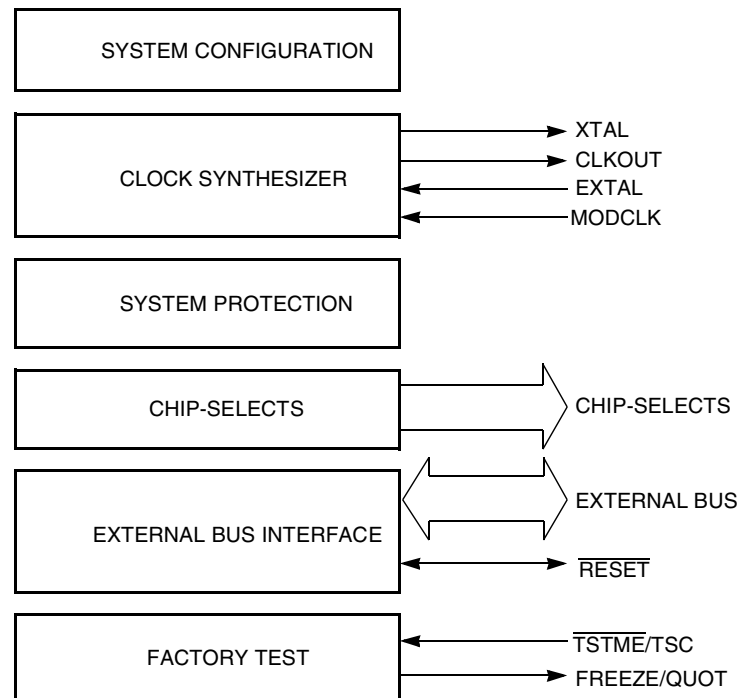 SYSTEM CONFIGURATION
CLOCK SYNTHESIZER
XTAL
CLKOUT
EXTAL
MODCLK
SYSTEM PROTECTION
CHIP-SELECTS
CHIP-SELECTS
EXTERNAL BUS INTERFACE
EXTERNAL BUS
RESET
FACTORY TEST
TSTME/TSC
FREEZE/QUOT